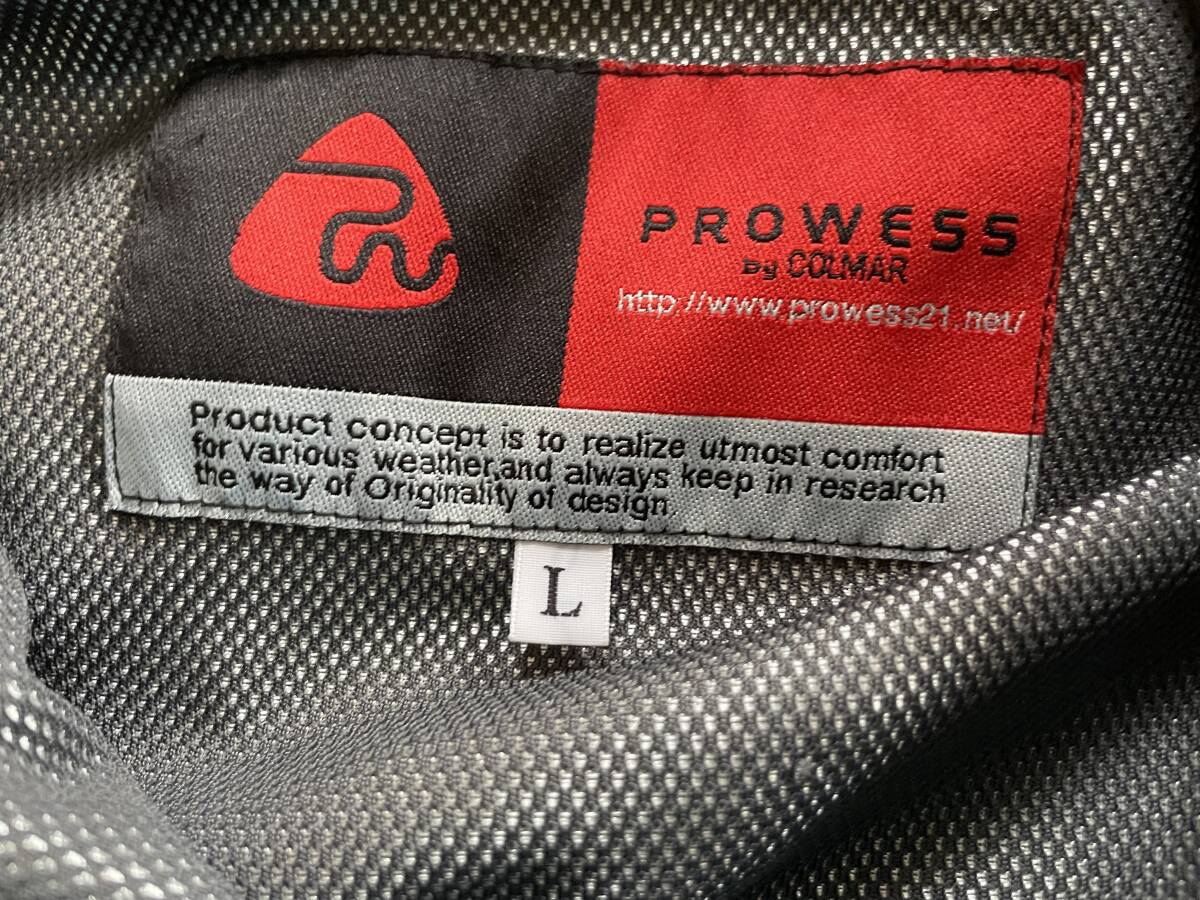 PROWESS
By COLMAR
http://www.prowess21.net/
Product concept is to realize utmost comfort
for various weather,and always keep in research
the way of Originality of design.
L